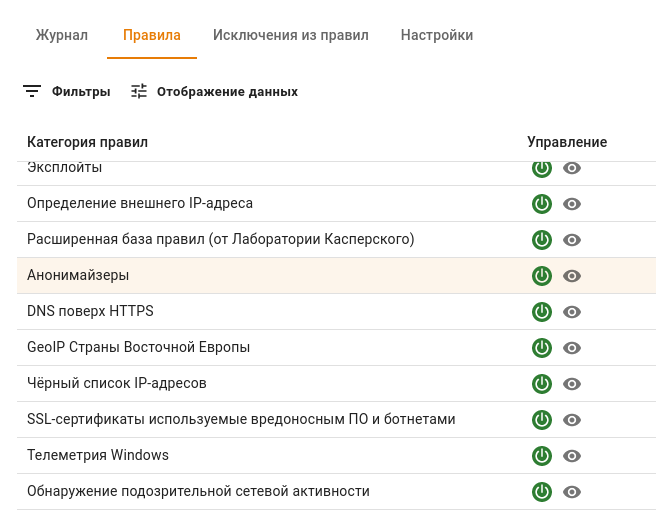 Журнал Правила Исключения из правил Настройки
Фильтры Отображение данных
Категория правил Управление
Эксплойты
Определение внешнего IP-адреса
Расширенная база правил (от Лаборатории Касперского)
Анонимайзеры
DNS поверх HTTPS
GeoIP Страны Восточной Европы
Чёрный список IP-адресов
SSL-сертификаты используемые вредоносным ПО и ботнетами
Телеметрия Windows
Обнаружение подозрительной сетевой активности